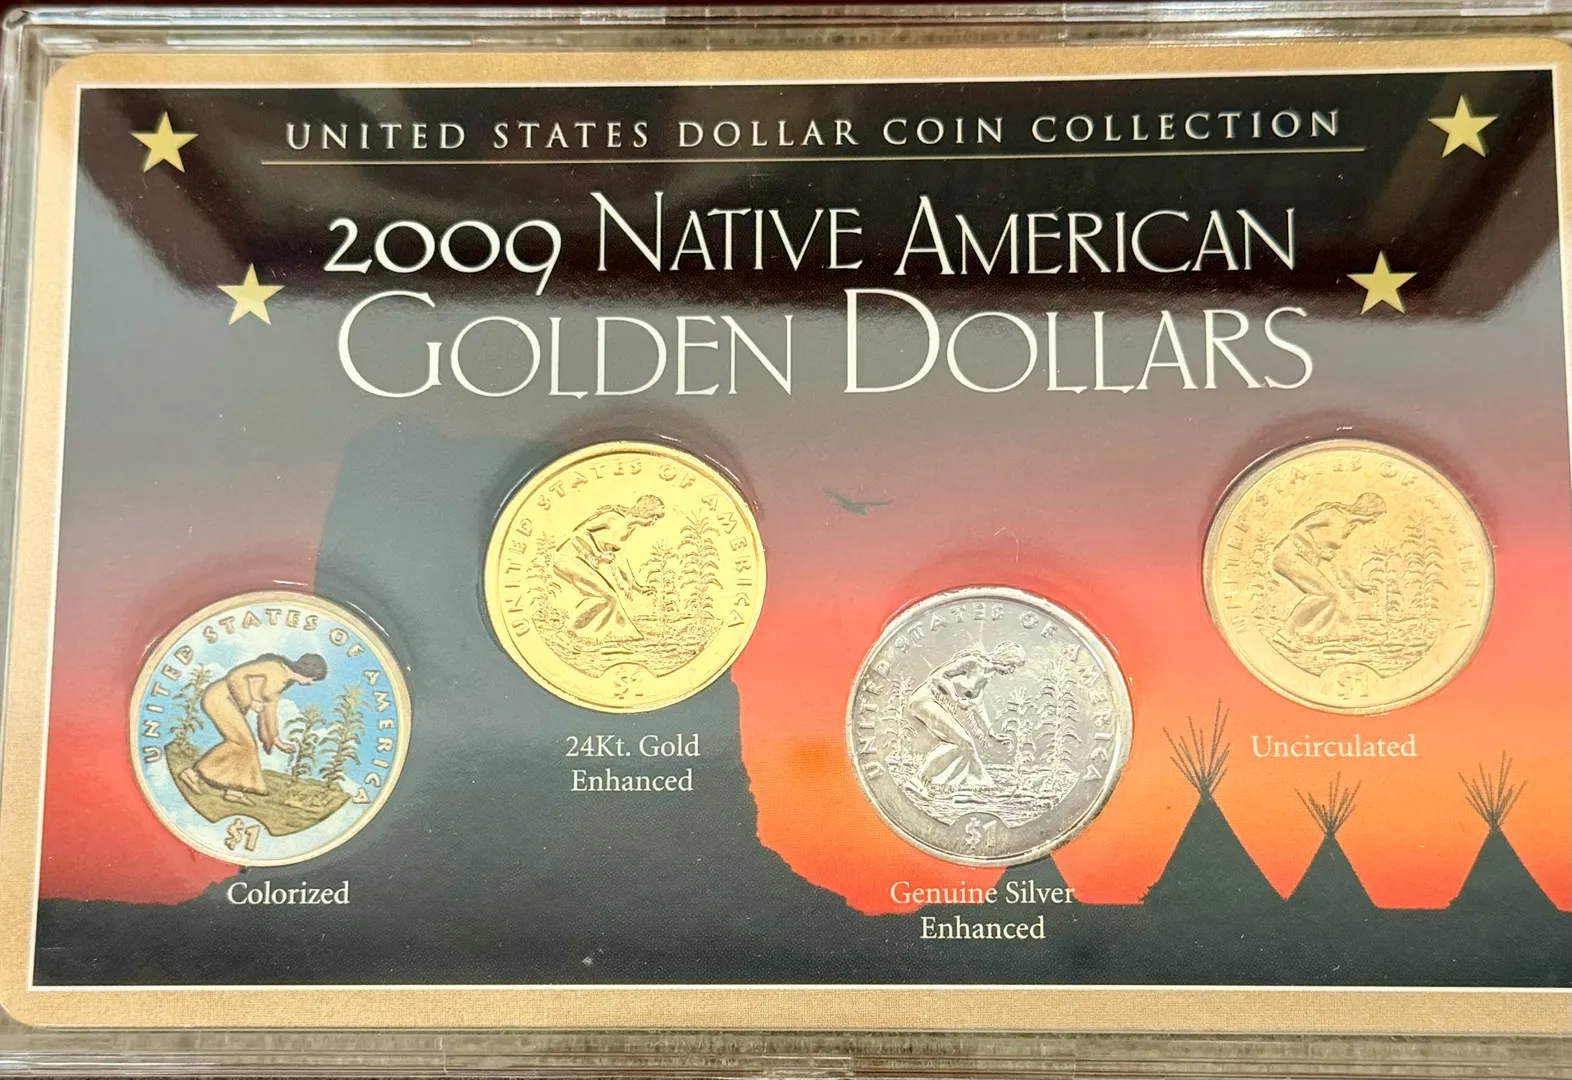 UNITED STATES DOLLAR COIN COLLECTION
2009 NATIVE AMERICAN
GOLDEN DOLLARS
UNITED STATES OF AMERICA
$1
Colorized
UNITED STATES OF AMERICA
$1
24Kt. Gold
Enhanced
UNITED STATES OF AMERICA
$1
Genuine Silver
Enhanced
UNITED STATES OF AMERICA
$1
Uncirculated